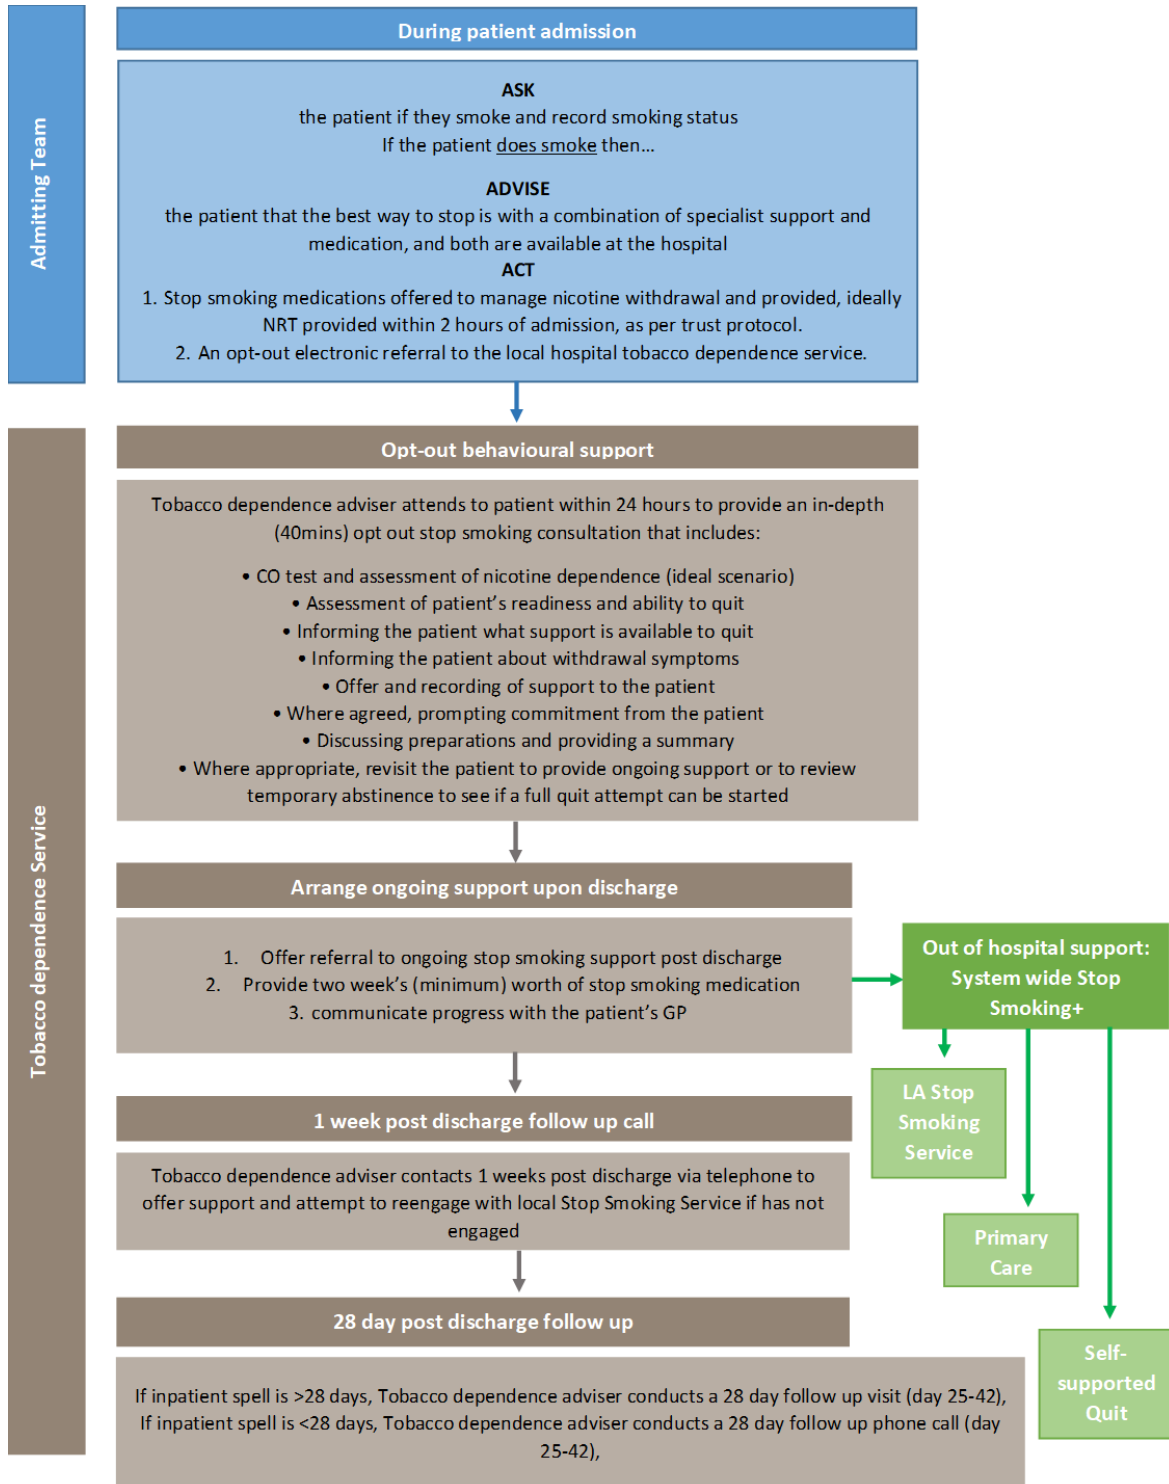 Admitting Team
During patient admission
ASK
the patient if they smoke and record smoking status
If the patient does smoke then...
ADVISE
the patient that the best way to stop is with a combination of specialist support and
medication, and both are available at the hospital
ACT
1. Stop smoking medications offered to manage nicotine withdrawal and provided, ideally
NRT provided within 2 hours of admission, as per trust protocol.
2. An opt-out electronic referral to the local hospital tobacco dependence service.
Tobacco dependence Service
Opt-out behavioural support
Tobacco dependence adviser attends to patient within 24 hours to provide an in-depth
(40mins) opt out stop smoking consultation that includes:
• CO test and assessment of nicotine dependence (ideal scenario)
• Assessment of patient’s readiness and ability to quit
• Informing the patient what support is available to quit
• Informing the patient about withdrawal symptoms
• Offer and recording of support to the patient
• Where agreed, prompting commitment from the patient
• Discussing preparations and providing a summary
• Where appropriate, revisit the patient to provide ongoing support or to review
temporary abstinence to see if a full quit attempt can be started
Arrange ongoing support upon discharge
1. Offer referral to ongoing stop smoking support post discharge
2. Provide two week’s (minimum) worth of stop smoking medication
3. communicate progress with the patient’s GP
Out of hospital support:
System wide Stop
Smoking+
LA Stop
Smoking
Service
Primary
Care
Self-
supported
Quit
1 week post discharge follow up call
Tobacco dependence adviser contacts 1 weeks post discharge via telephone to
offer support and attempt to reengage with local Stop Smoking Service if has not
engaged
28 day post discharge follow up
If inpatient spell is >28 days, Tobacco dependence adviser conducts a 28 day follow up visit (day 25-42),
If inpatient spell is <28 days, Tobacco dependence adviser conducts a 28 day follow up phone call (day
25-42),